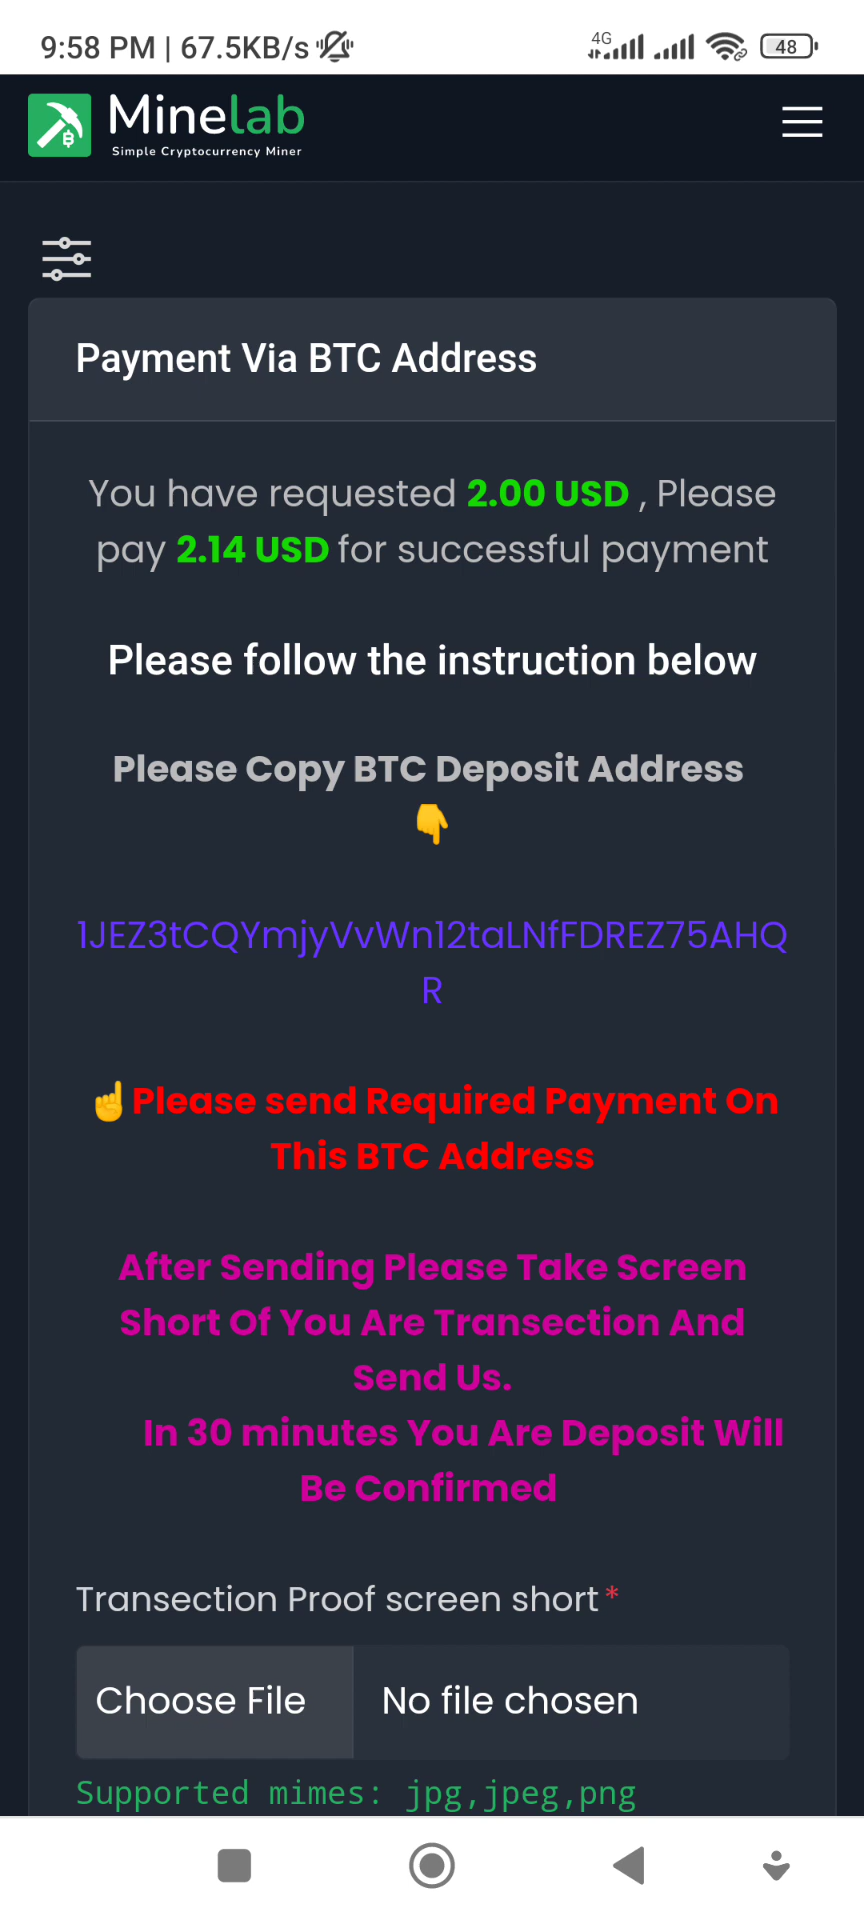 9:58 PM | 67.5KB/s 4G 48
Minelab
Simple Cryptocurrency Miner
Payment Via BTC Address
You have requested 2.00 USD , Please
pay 2.14 USD for successful payment
Please follow the instruction below
Please Copy BTC Deposit Address
👇
1JEZ3tCQYmjyVvWn12taLNfFDREZ75AHQ
R
☝️Please send Required Payment On
This BTC Address
After Sending Please Take Screen
Short Of You Are Transection And
Send Us.
In 30 minutes You Are Deposit Will
Be Confirmed
Transection Proof screen short *
Choose File No file chosen
Supported mimes: jpg,jpeg,png